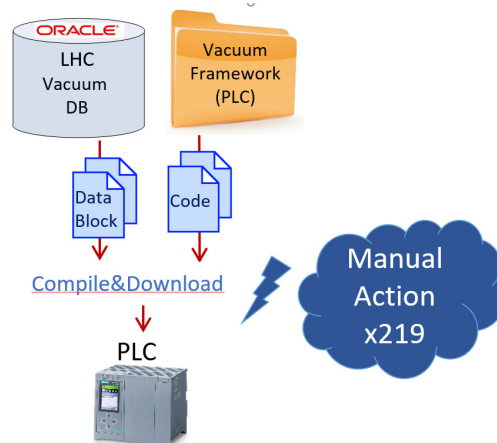 ORACLE
LHC
Vacuum
DB
Vacuum
Framework
(PLC)
Data
Block
Code
Compile&Download
Manual
Action
x219
PLC